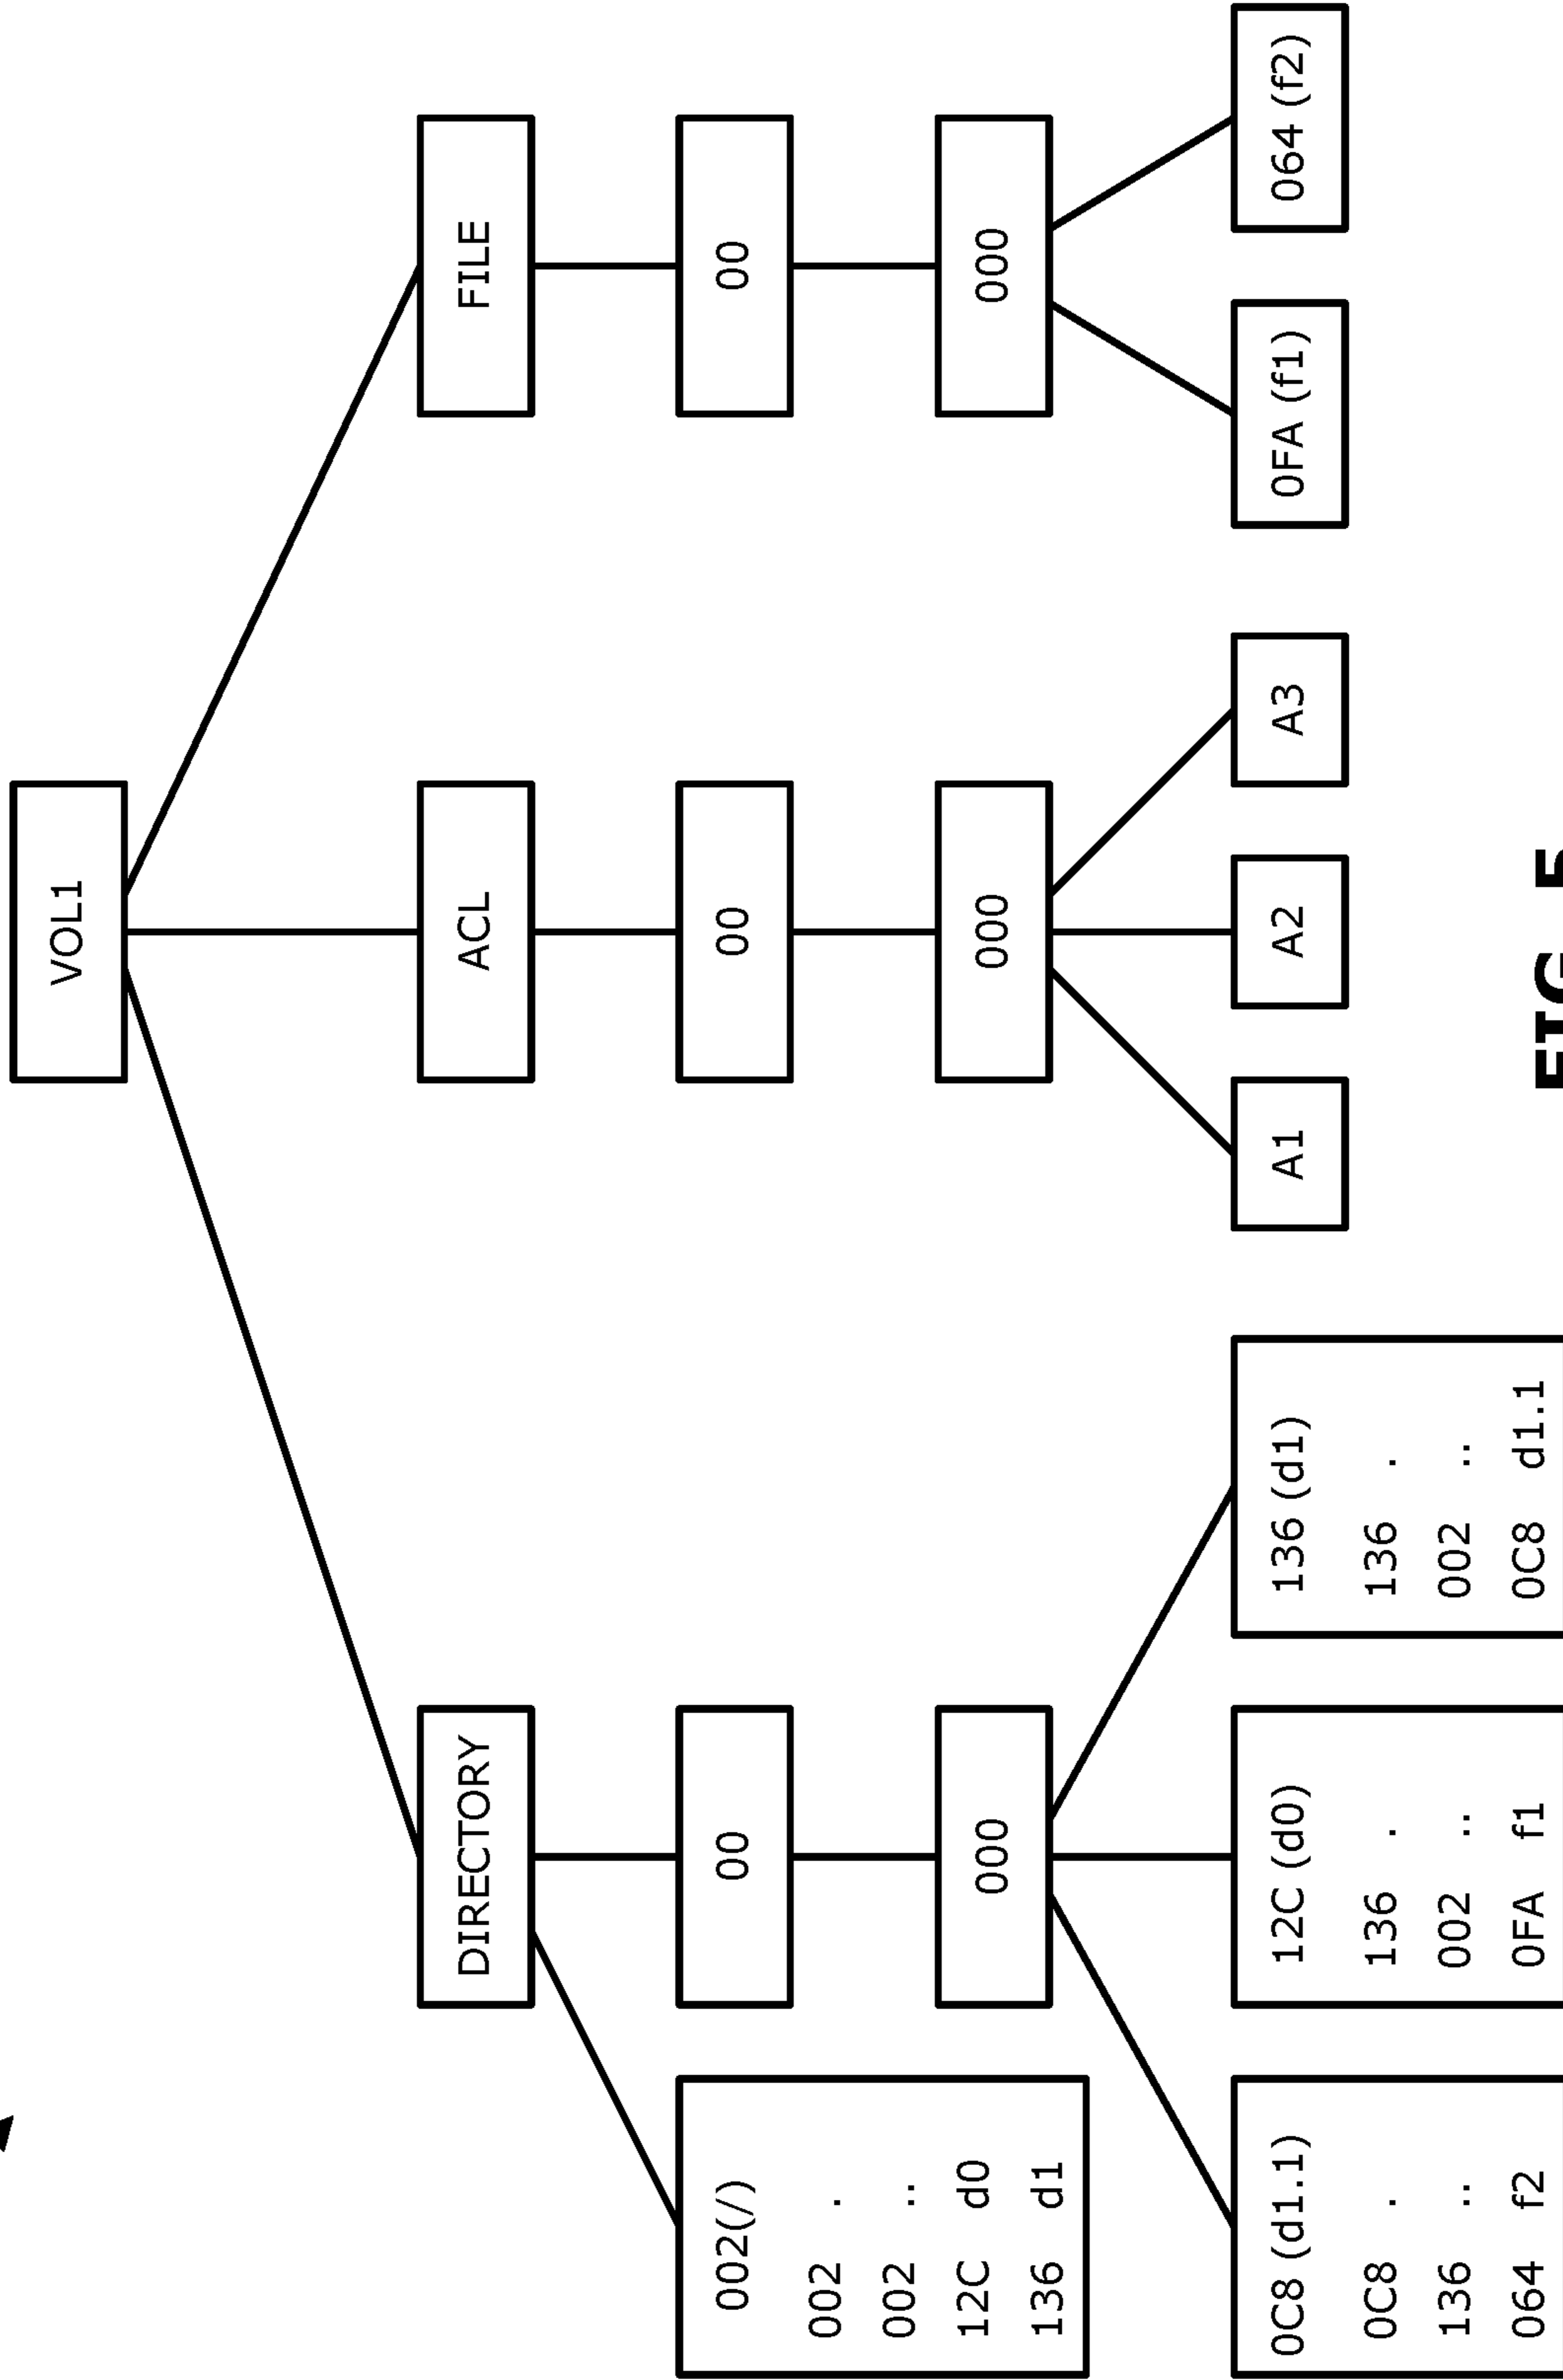 VOL1
DIRECTORY
ACL
FILE
002(/)
002 .
002 ..
12C d0
136 d1
00
00
00
000
000
000
0C8 (d1.1)
0C8 .
136 ..
064 f2
12C (d0)
136 .
002 ..
0FA f1
136 (d1)
136 .
002 ..
0C8 d1.1
A1
A2
A3
0FA (f1)
064 (f2)
FIG. 5